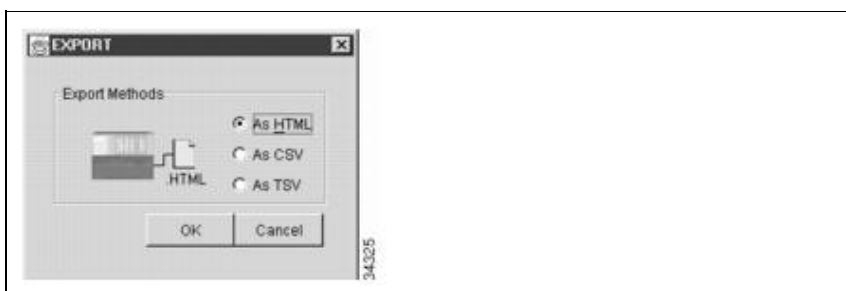 EXPORT
Export Methods
As HTML
.HTML
As CSV
As TSV
OK Cancel
34325